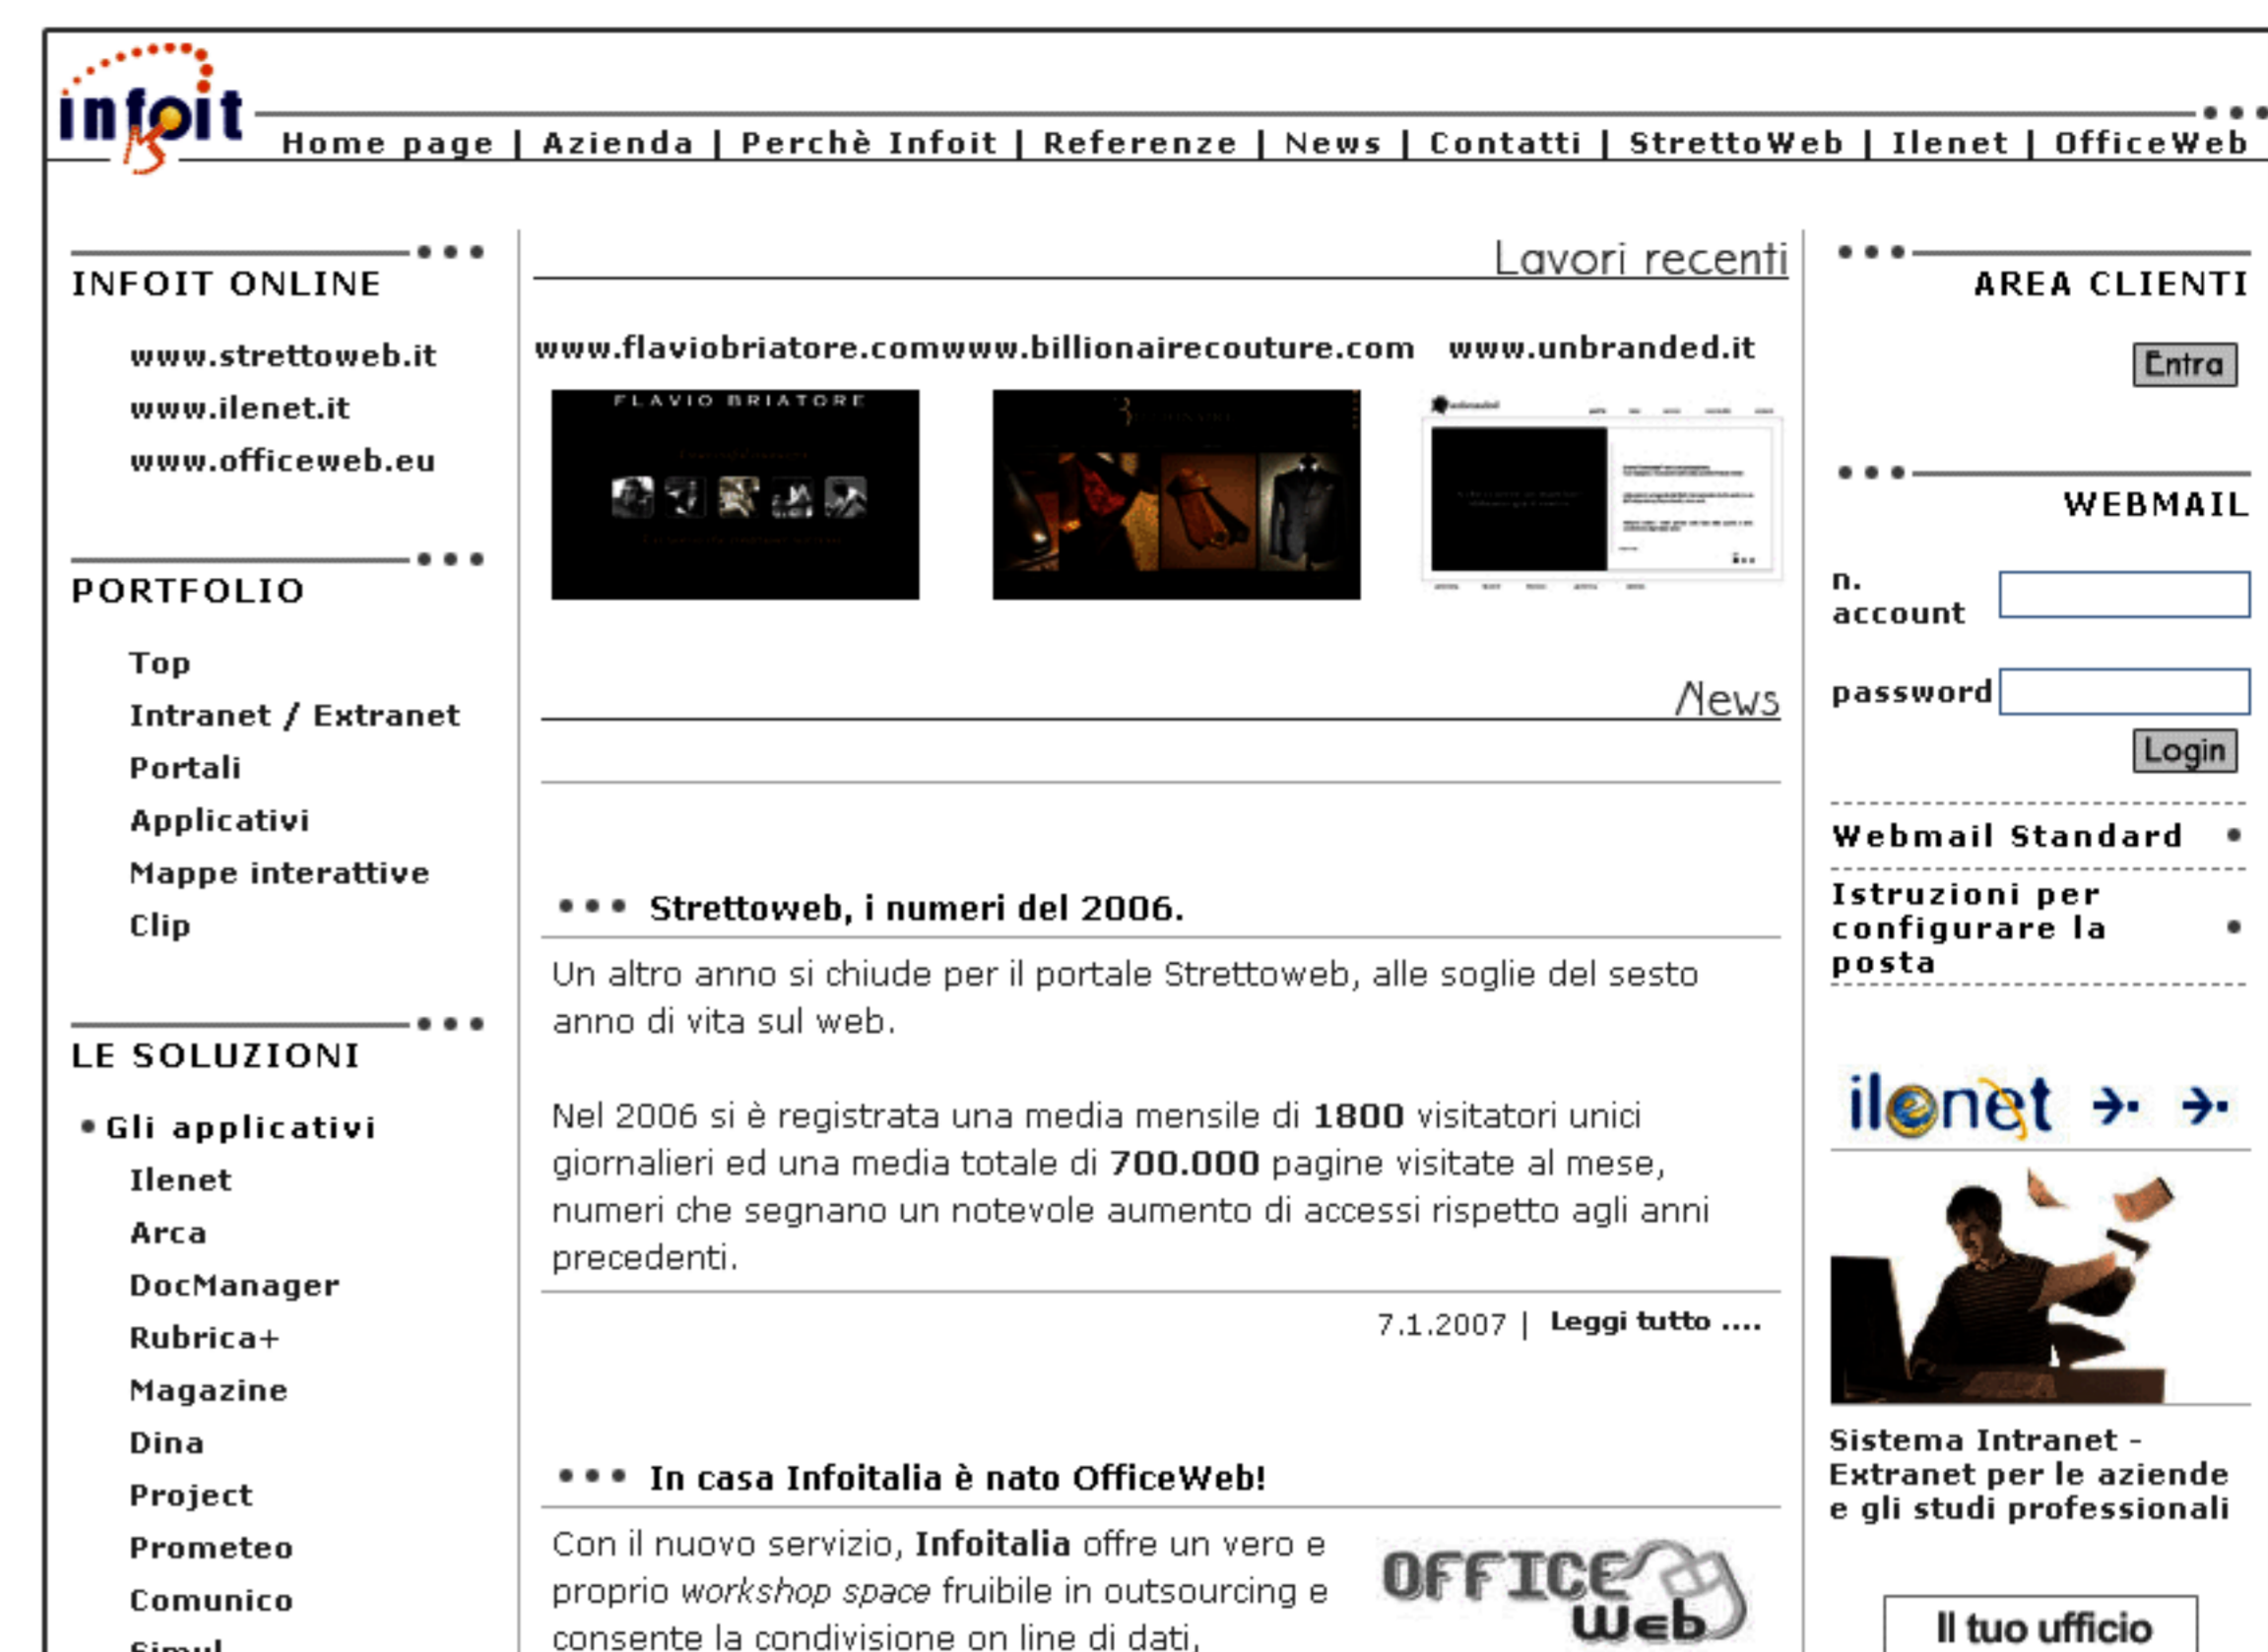 infoit
Home page | Azienda | Perchè Infoit | Referenze | News | Contatti | StrettoWeb | Ilenet | OfficeWeb
INFOIT ONLINE
www.strettoweb.it
www.ilenet.it
www.officeweb.eu
PORTFOLIO
Top
Intranet / Extranet
Portali
Applicativi
Mappe interattive
Clip
LE SOLUZIONI
Gli applicativi
Ilenet
Arca
DocManager
Rubrica+
Magazine
Dina
Project
Prometeo
Comunico
Simul
Lavori recenti
www.flaviobriatore.com www.billionairecouture.com www.unbranded.it
FLAVIO BRIATORE
News
Strettoweb, i numeri del 2006.
Un altro anno si chiude per il portale Strettoweb, alle soglie del sesto
anno di vita sul web.
Nel 2006 si è registrata una media mensile di 1800 visitatori unici
giornalieri ed una media totale di 700.000 pagine visitate al mese,
numeri che segnano un notevole aumento di accessi rispetto agli anni
precedenti.
7.1.2007 | Leggi tutto ....
In casa Infoitalia è nato OfficeWeb!
Con il nuovo servizio, Infoitalia offre un vero e
proprio workshop space fruibile in outsourcing e
consente la condivisione on line di dati,
OFFICE
Web
AREA CLIENTI
Entra
WEBMAIL
n.
account
password
Login
Webmail Standard
Istruzioni per
configurare la
posta
ilenet
Sistema Intranet -
Extranet per le aziende
e gli studi professionali
Il tuo ufficio